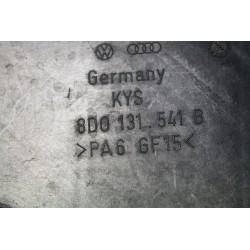 Germany
KYS
8D0 131. 541 B
>PA6 GF15<